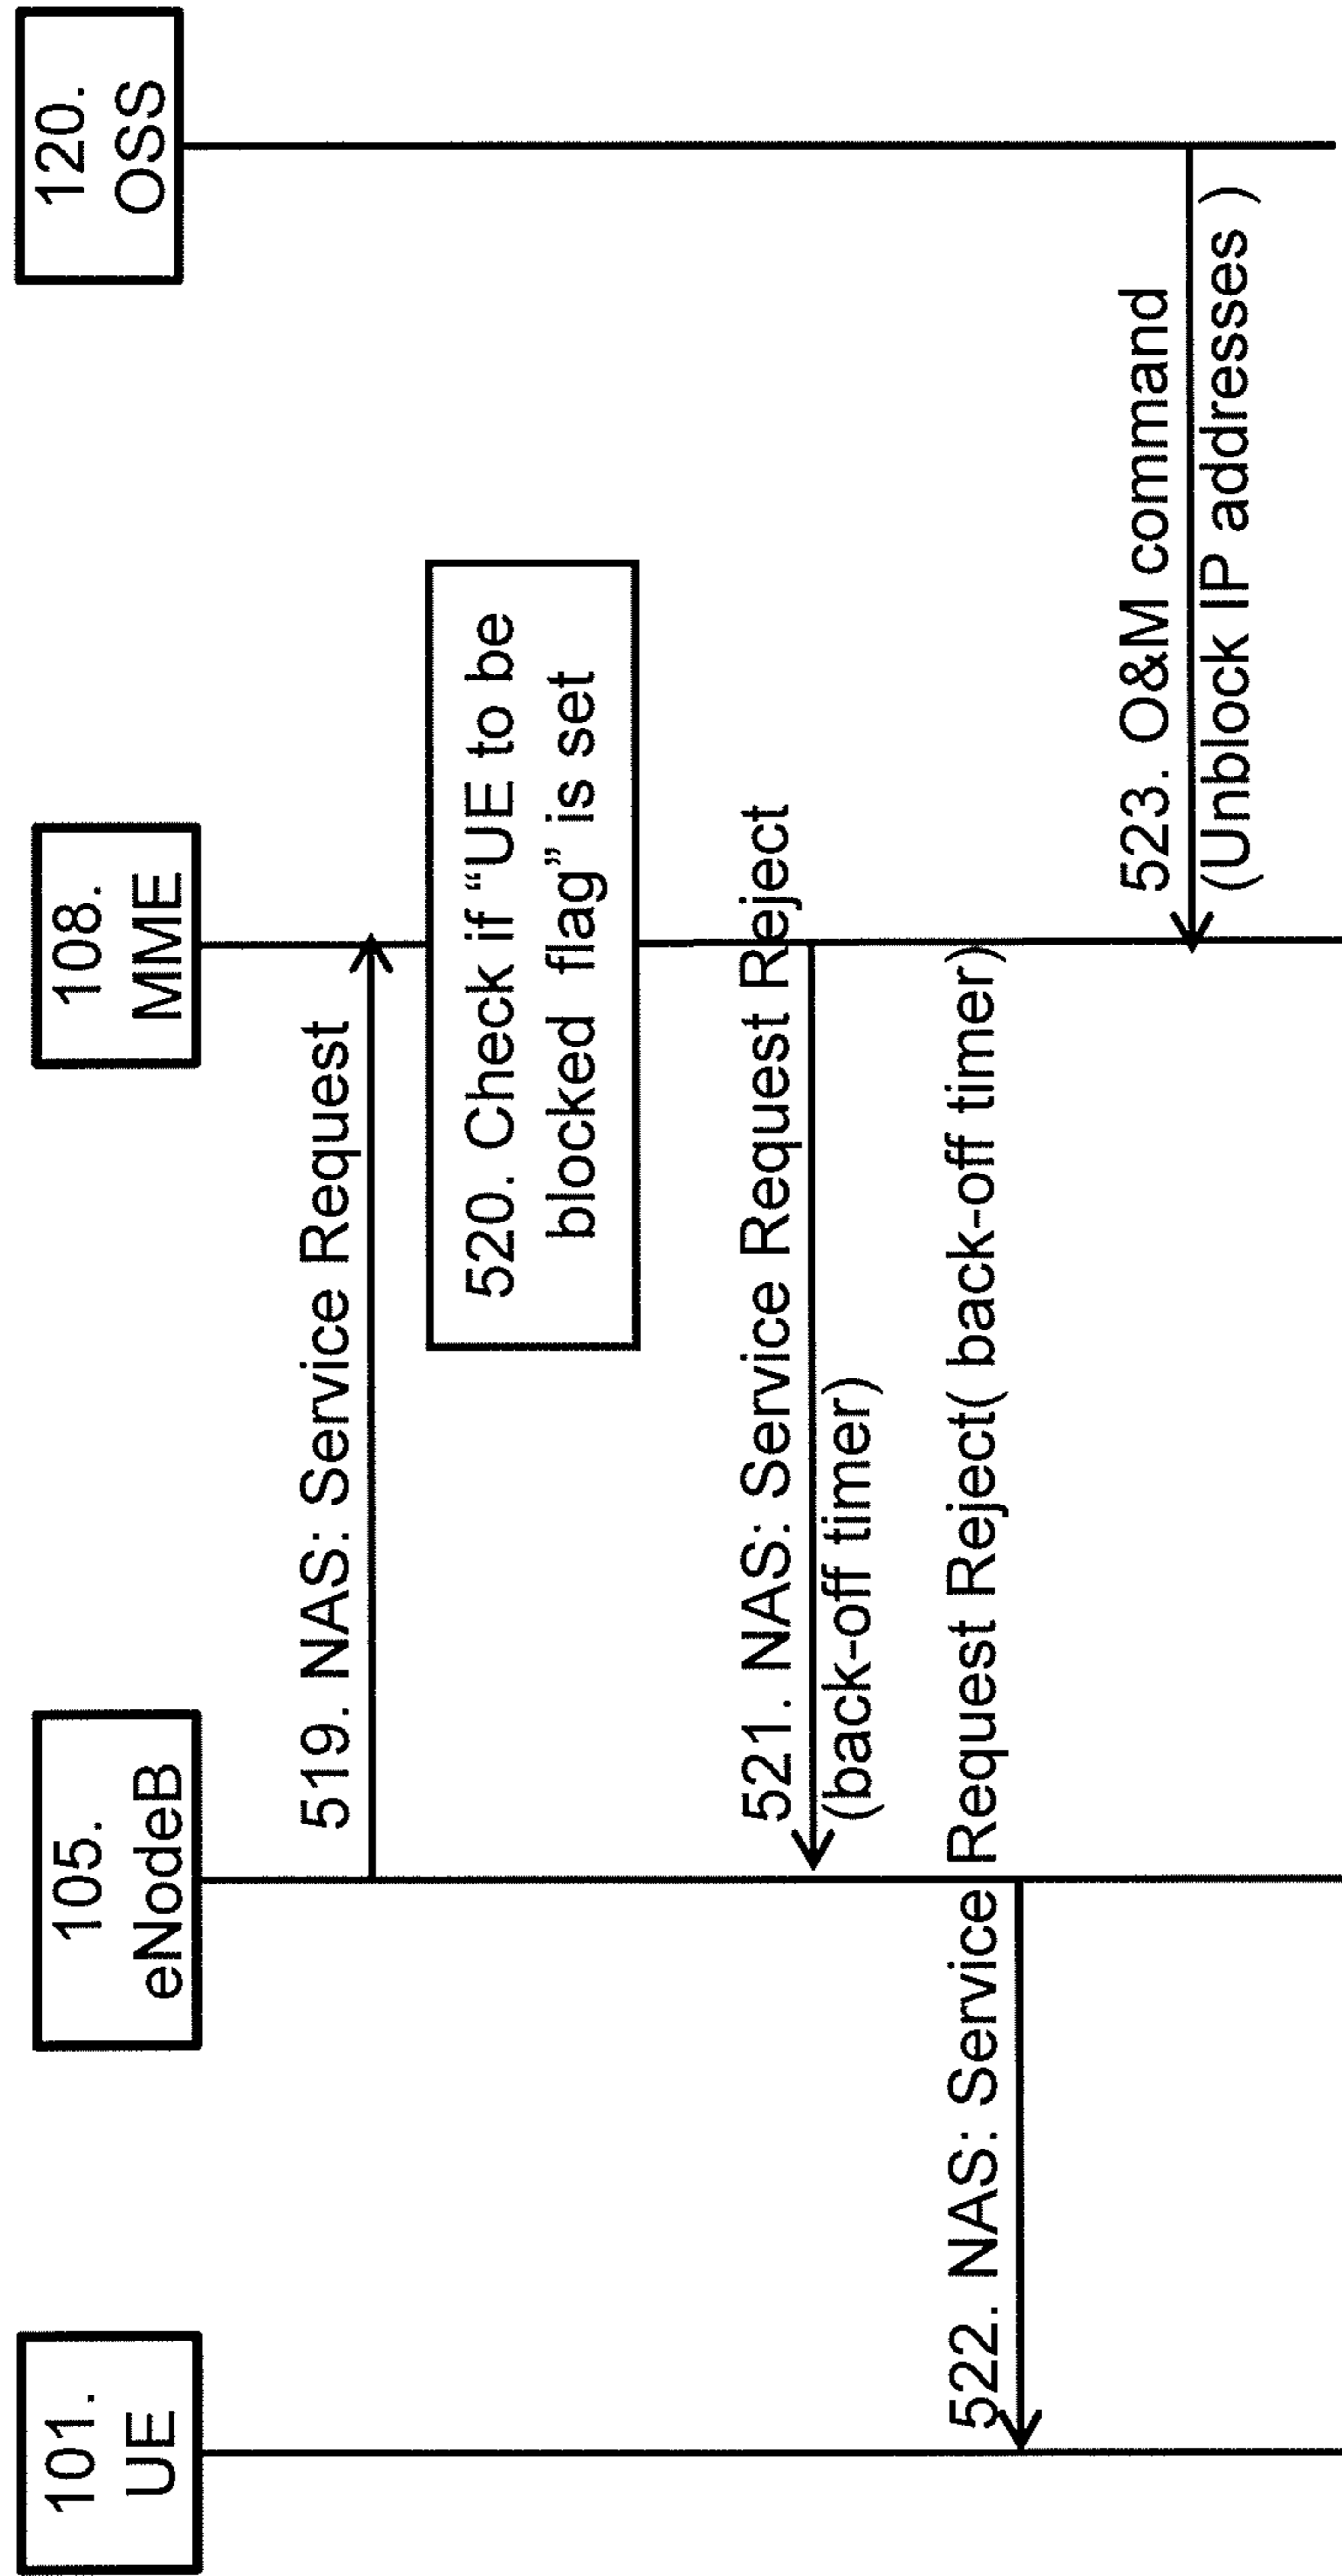 101.
UE
105.
eNodeB
108.
MME
120.
OSS
519. NAS: Service Request
520. Check if “UE to be
blocked flag” is set
521. NAS: Service Request Reject
(back-off timer)
522. NAS: Service Request Reject( back-off timer)
523. O&M command
(Unblock IP addresses )